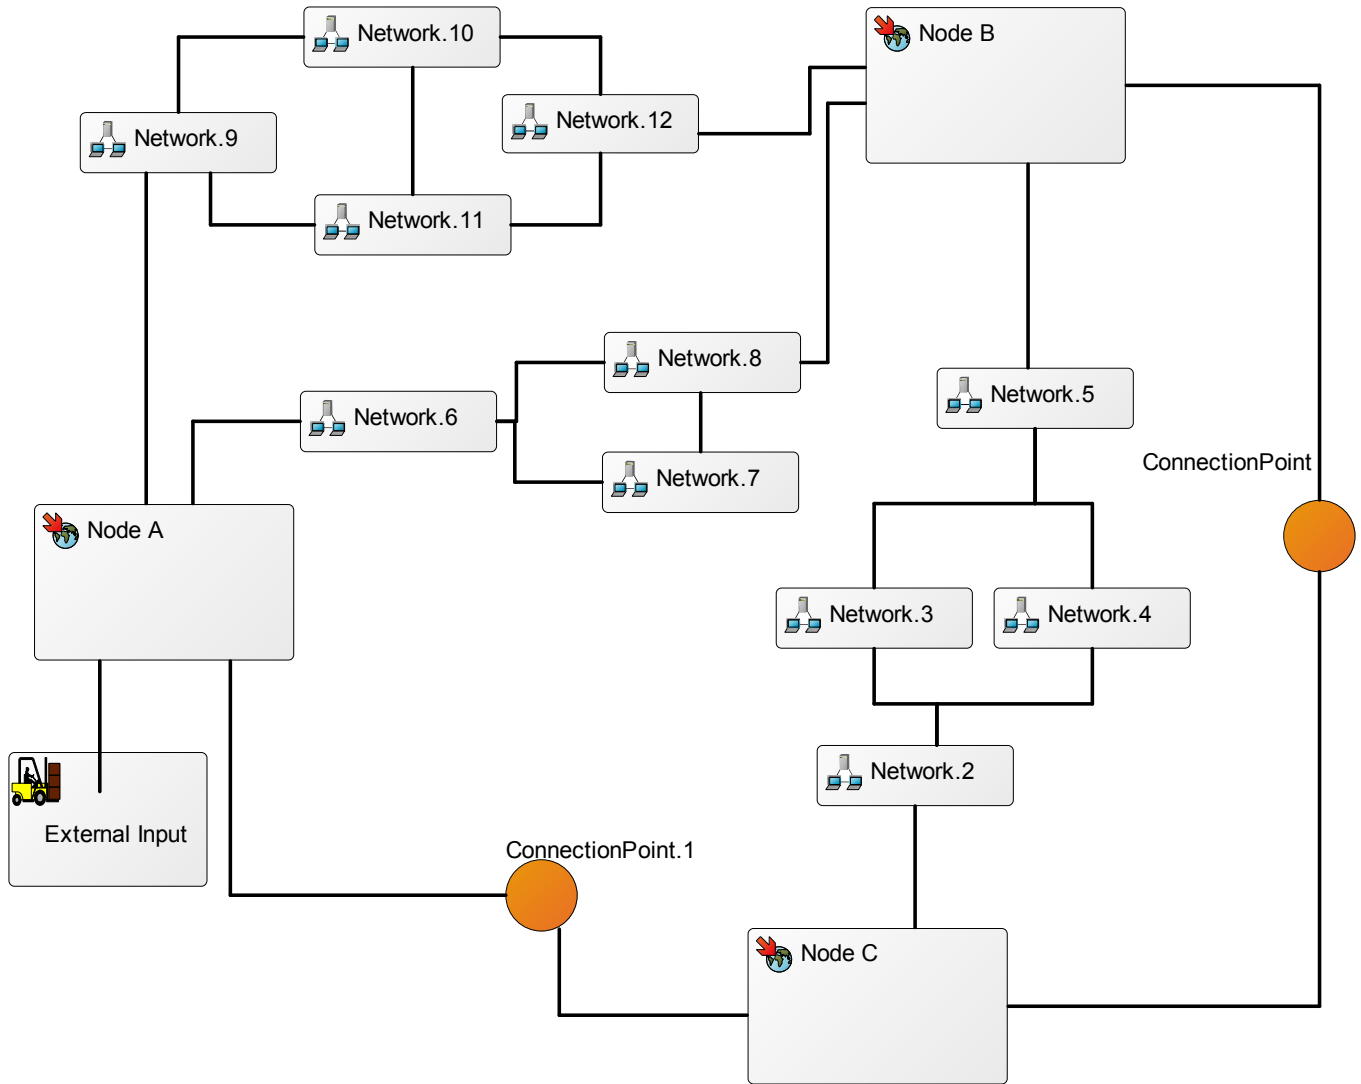 Network.10
Node B
Network.12
Network.9
Network.11
Network.8
Network.5
Network.6
ConnectionPoint
Network.7
Node A
Network.3
Network.4
Network.2
External Input
ConnectionPoint.1
Node C